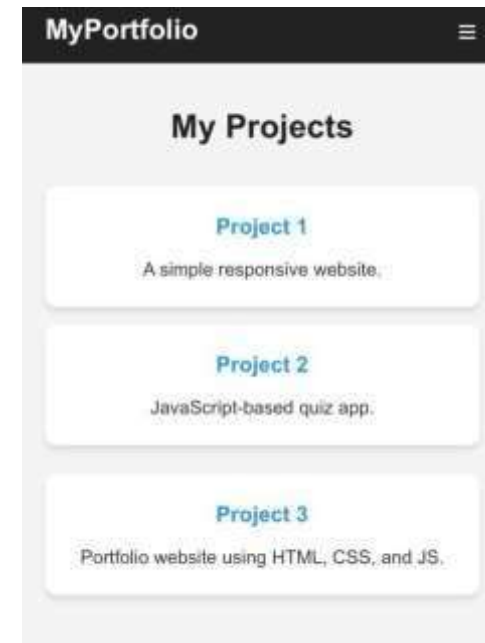 MyPortfolio
My Projects
Project 1
A simple responsive website.
Project 2
JavaScript-based quiz app.
Project 3
Portfolio website using HTML, CSS, and JS.